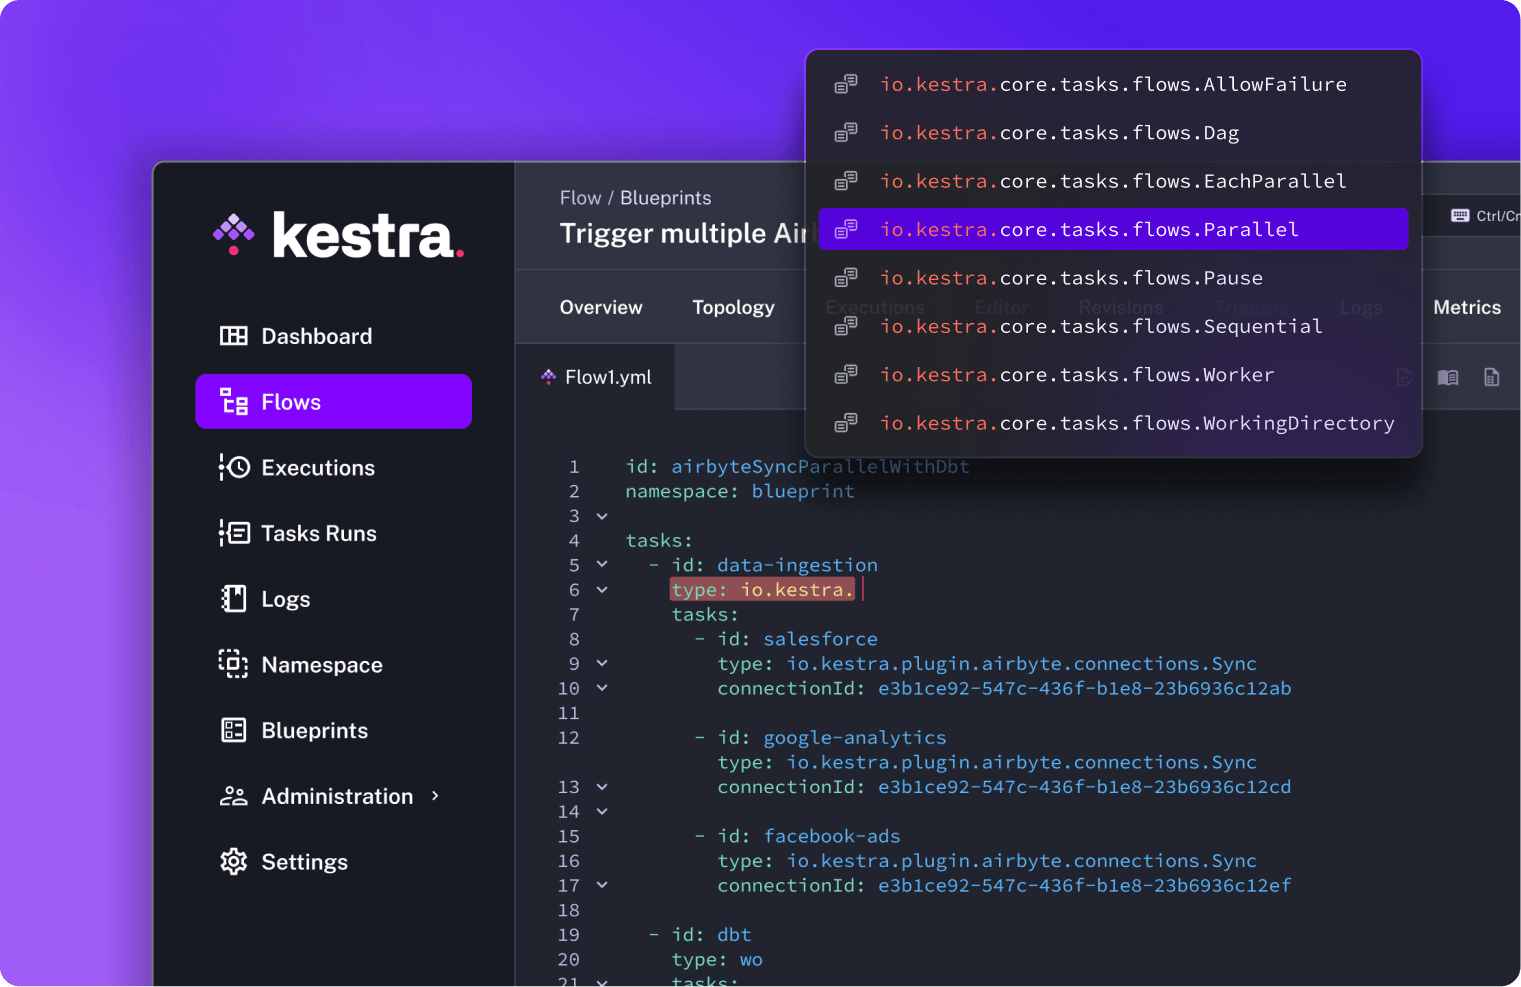 io.kestra.core.tasks.flows.AllowFailure
io.kestra.core.tasks.flows.Dag
io.kestra.core.tasks.flows.EachParallel
io.kestra.core.tasks.flows.Parallel
io.kestra.core.tasks.flows.Pause
io.kestra.core.tasks.flows.Sequential
io.kestra.core.tasks.flows.Worker
io.kestra.core.tasks.flows.WorkingDirectory
kestra.
Dashboard
Flows
Executions
Tasks Runs
Logs
Namespace
Blueprints
Administration
Settings
Flow / Blueprints
Trigger multiple
Overview Topology Executions Editor Revisions Triggers Logs Metrics
Flow1.yml
1 id: airbyteSyncParallelWithDbt
2 namespace: blueprint
3
4 tasks:
5 - id: data-ingestion
6 type: io.kestra.
7 tasks:
8 - id: salesforce
9 type: io.kestra.plugin.airbyte.connections.Sync
10 connectionId: e3b1ce92-547c-436f-b1e8-23b6936c12ab
11
12 - id: google-analytics
type: io.kestra.plugin.airbyte.connections.Sync
13 connectionId: e3b1ce92-547c-436f-b1e8-23b6936c12cd
14
15 - id: facebook-ads
16 type: io.kestra.plugin.airbyte.connections.Sync
17 connectionId: e3b1ce92-547c-436f-b1e8-23b6936c12ef
18
19 - id: dbt
20 type: wo
21 tasks: